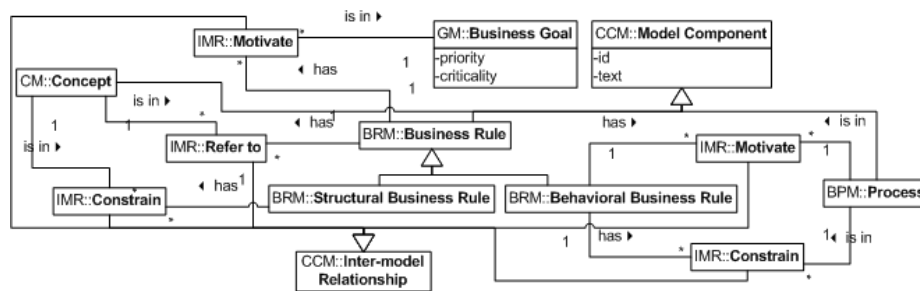 is in ▸
IMR::Motivate
*
GM::Business Goal
CCM::Model Component
*
-priority
-criticality
-id
-text
◂ has
1
CM::Concept
1
is in ▸
*
1
1
1
◂ has
BRM::Business Rule
has ▸
*
*
◂ is in
is in ▸
IMR::Refer to
*
1
IMR::Motivate
1
◂ has
1
IMR::Constrain
*
BRM::Structural Business Rule
BRM::Behavioral Business Rule
BPM::Process
*
1
has ▸
*
1
◂ is in
CCM::Inter-model
Relationship
IMR::Constrain
*